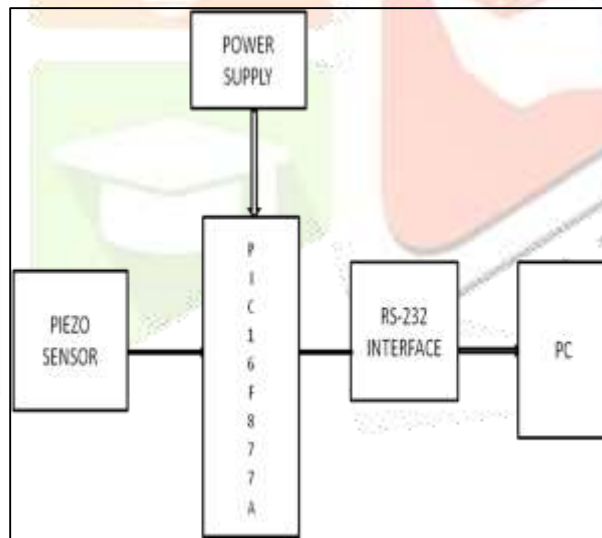 POWER
SUPPLY
PIEZO
SENSOR
P
I
C
1
6
F
8
7
7
A
RS-232
INTERFACE
PC